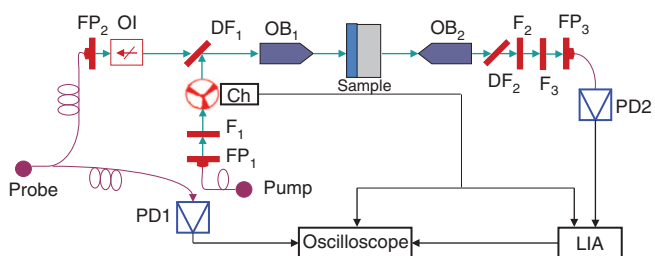 FP2 OI DF1 OB1 OB2 F2 FP3
Ch
Sample
DF2 F3
F1
PD2
FP1
Probe
Pump
PD1
Oscilloscope
LIA